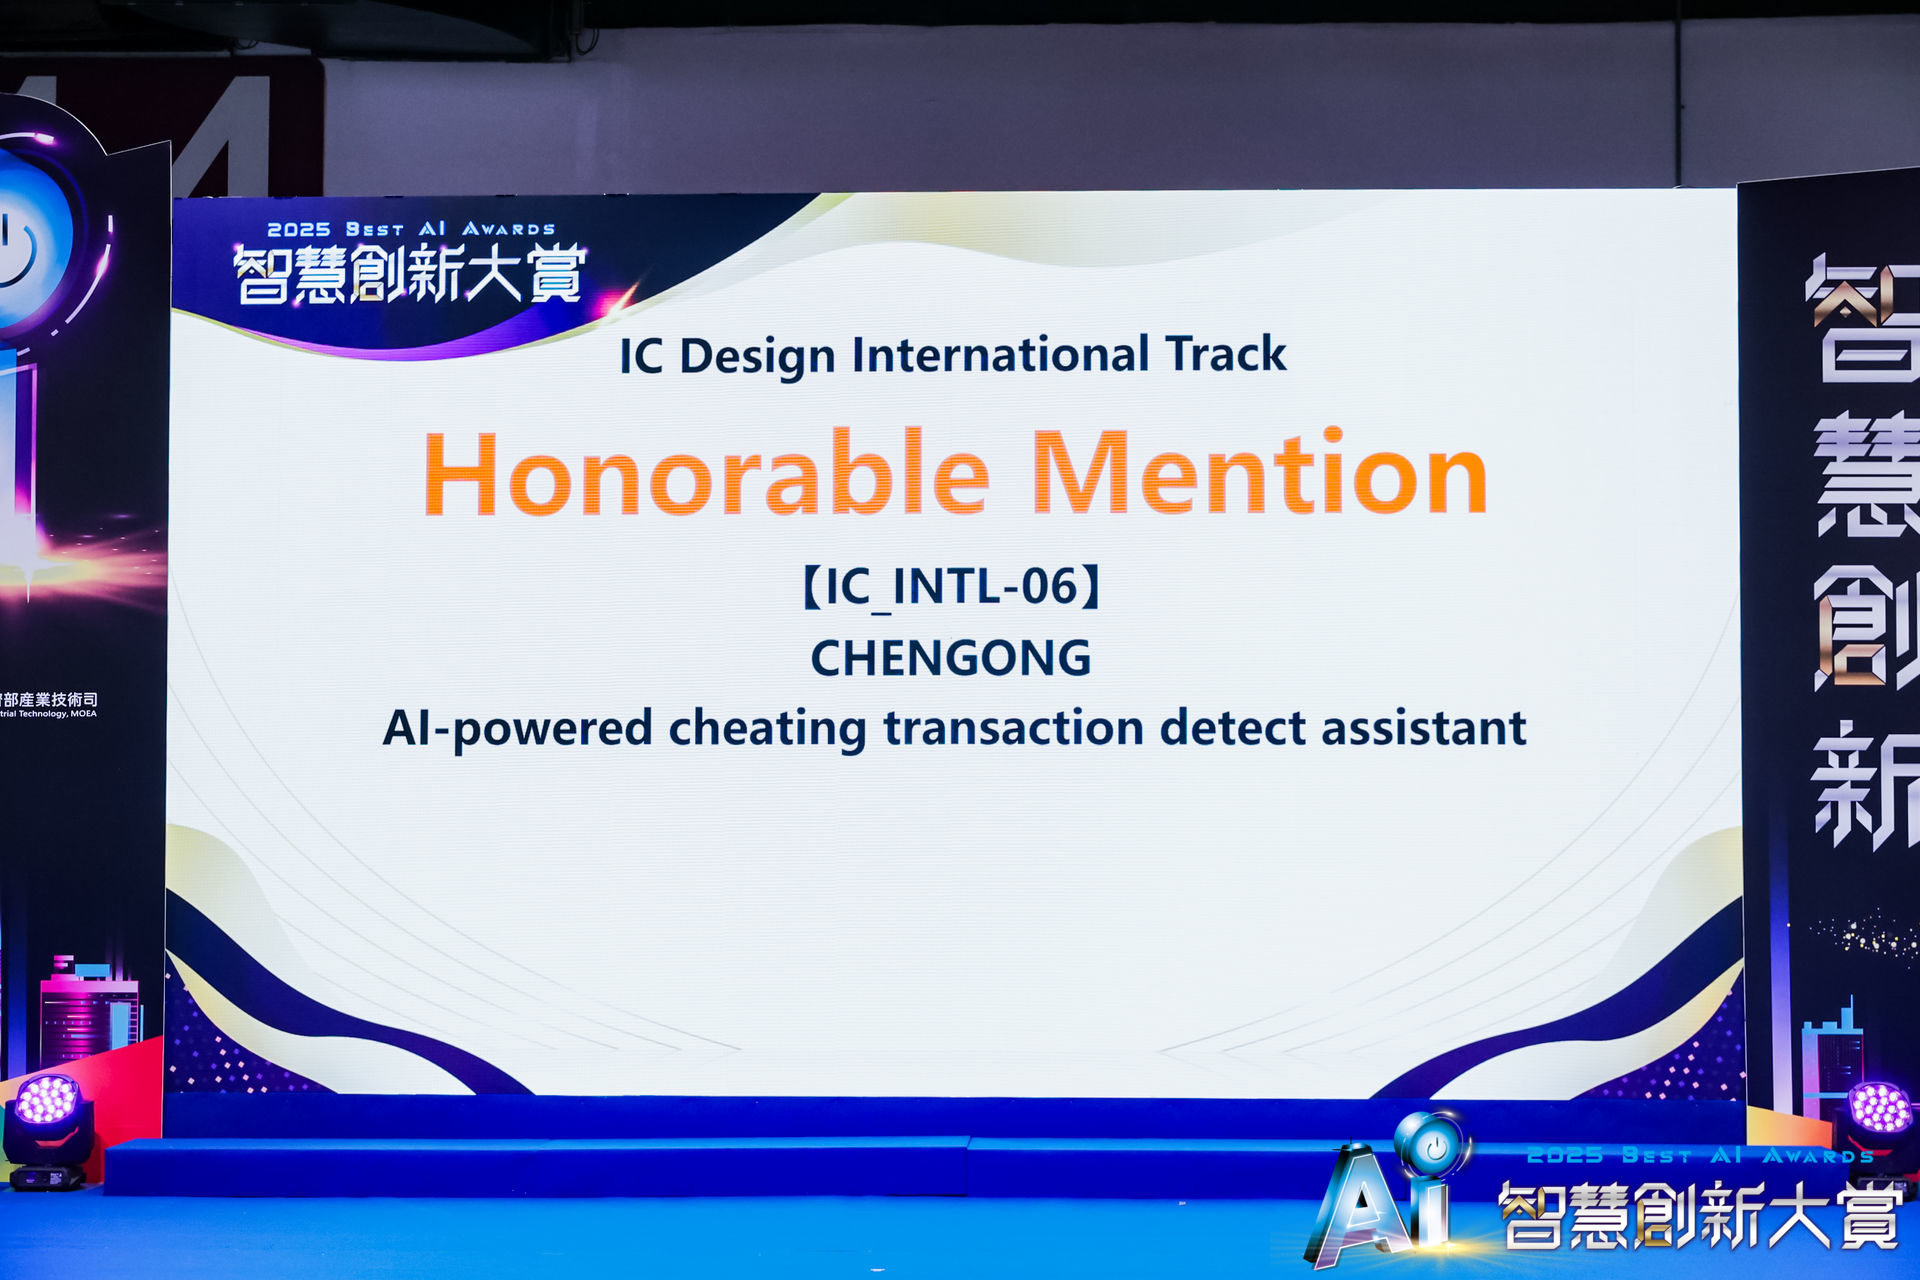 2025 BEST AI AWARDS
智慧創新大賞
IC Design International Track
Honorable Mention
【IC_INTL-06】
CHENGONG
AI-powered cheating transaction detect assistant
部産業技術司
trial Technology, MOEA
智慧創新
Ai
2025 BEST AI AWARDS
智慧創新大賞